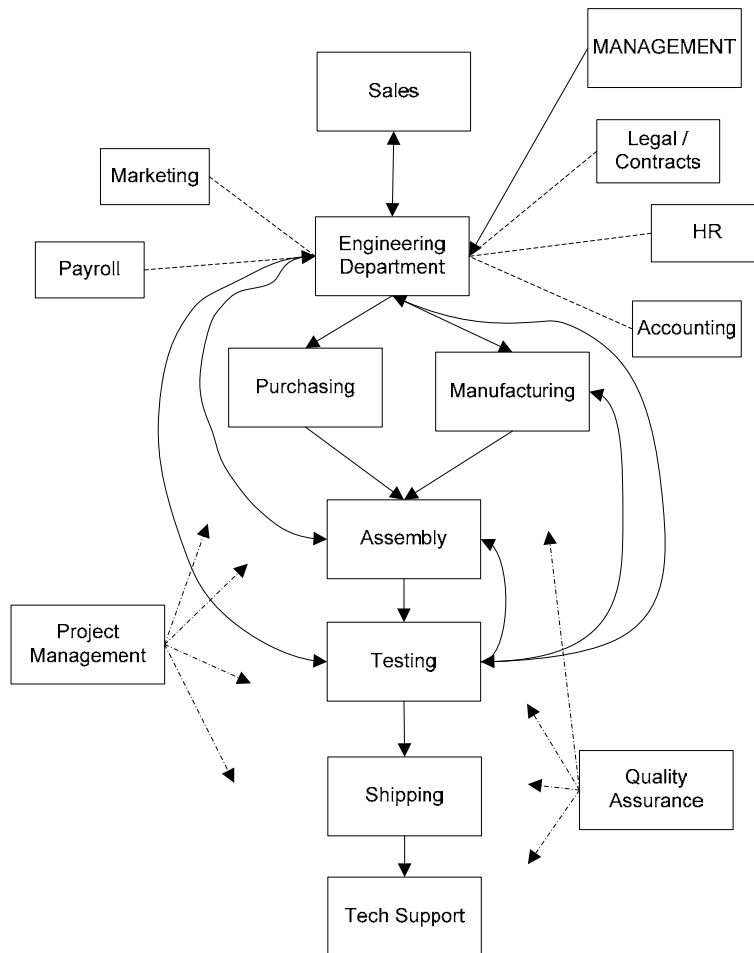 MANAGEMENT
Sales
Legal /
Contracts
Marketing
HR
Engineering
Department
Payroll
Accounting
Purchasing
Manufacturing
Assembly
Project
Management
Testing
Quality
Assurance
Shipping
Tech Support